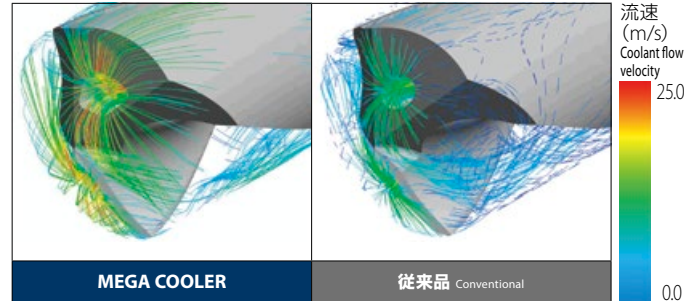 流速
(m/s)
Coolant flow
velocity
25.0
0.0
MEGA COOLER
従来品 Conventional